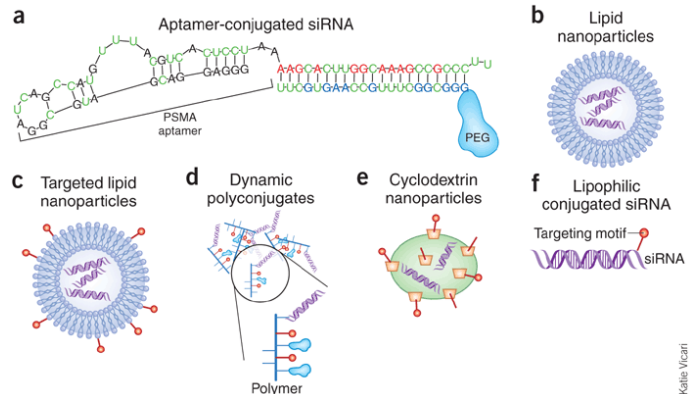 a
Aptamer-conjugated siRNA
AAGCACUUGGCAAAGCCGCCCUU
PSMA
aptamer
PEG
b
Lipid
nanoparticles
c
Targeted lipid
nanoparticles
d
Dynamic
polyconjugates
Polymer
e
Cyclodextrin
nanoparticles
f
Lipophilic
conjugated siRNA
Targeting motif
siRNA
Katie Vicari